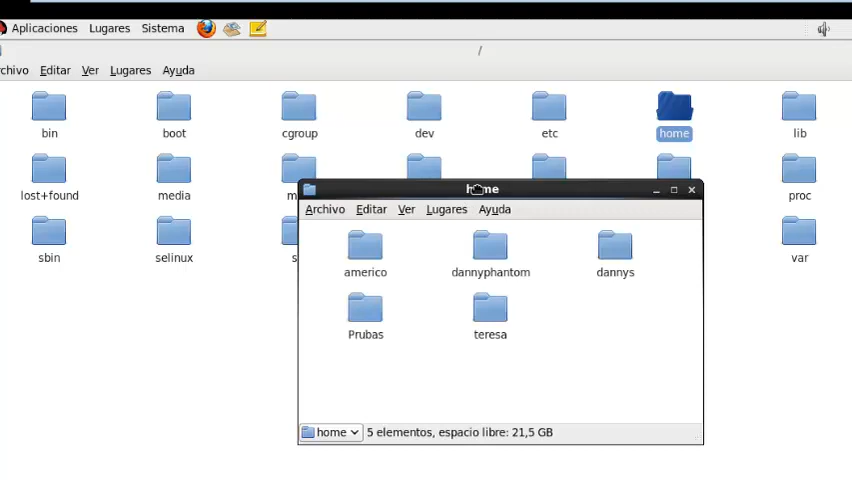 Aplicaciones Lugares Sistema
/
rchivo Editar Ver Lugares Ayuda
bin boot cgroup dev etc home lib
lost+found media proc
home
Archivo Editar Ver Lugares Ayuda
sbin selinux var
americo dannyphantom dannys
Prubas teresa
home 5 elementos, espacio libre: 21,5 GB